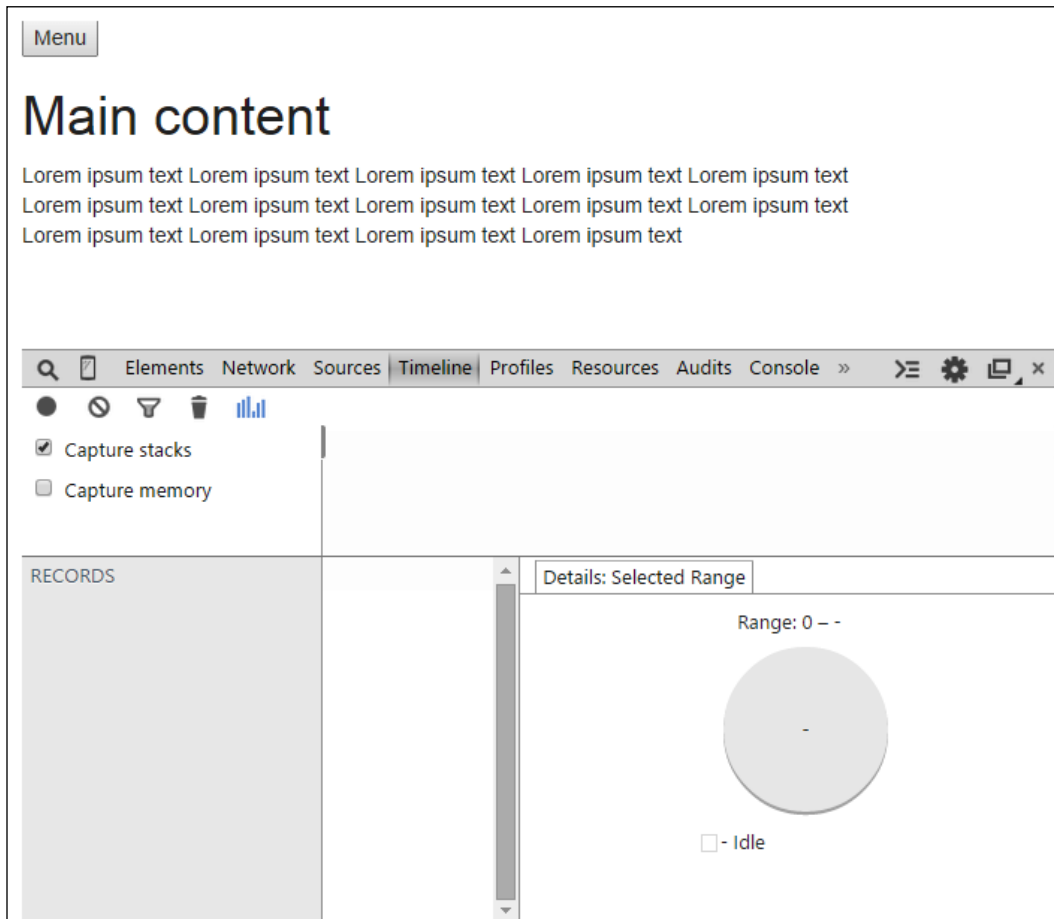 Menu
Main content
Lorem ipsum text Lorem ipsum text Lorem ipsum text Lorem ipsum text Lorem ipsum text
Lorem ipsum text Lorem ipsum text Lorem ipsum text Lorem ipsum text Lorem ipsum text
Lorem ipsum text Lorem ipsum text Lorem ipsum text Lorem ipsum text
Elements Network Sources Timeline Profiles Resources Audits Console »
Capture stacks
Capture memory
RECORDS
Details: Selected Range
Range: 0 – -
-
- Idle